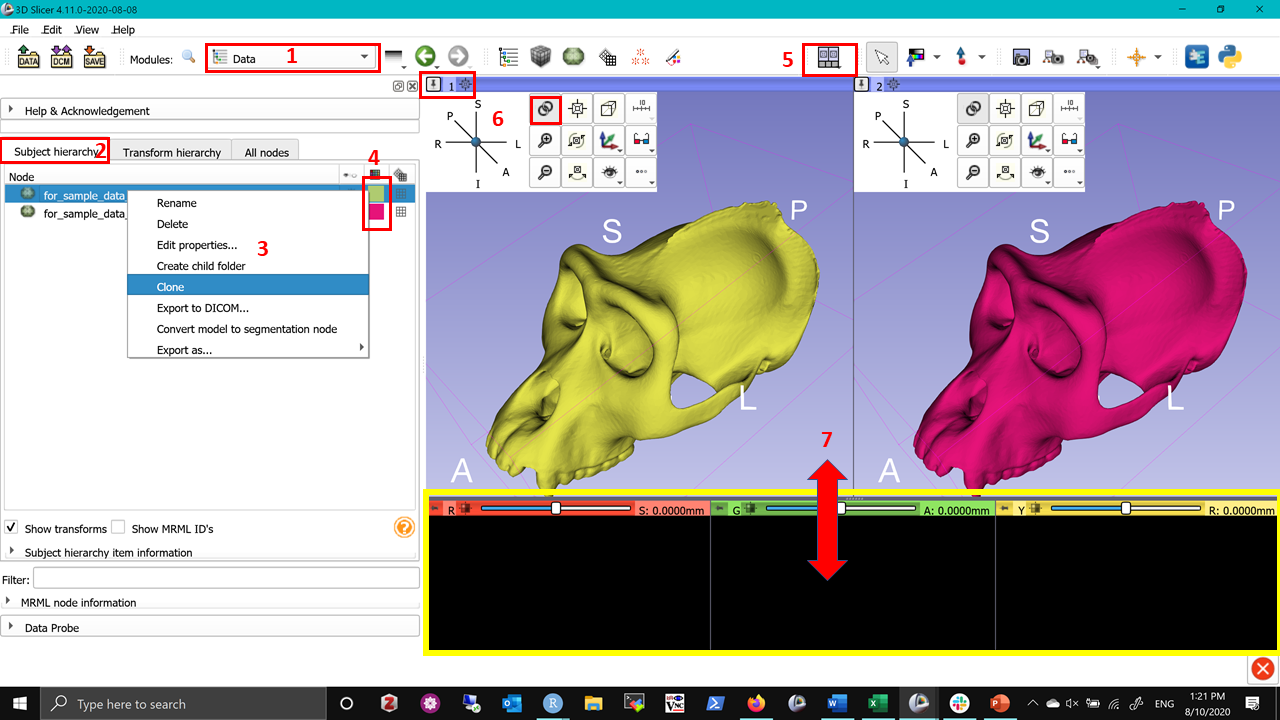 3D Slicer 4.11.0-2020-08-08
File Edit View Help
DATA DCM SAVE Modules: Data 1 5
1 2
Help & Acknowledgement
6
S P R L A I
S P R L A I
10
10
Subject hierarchy 2 Transform hierarchy All nodes
4
Node
for_sample_data_
for_sample_data_
Rename
Delete
Edit properties...
3
Create child folder
Clone
Export to DICOM...
Convert model to segmentation node
Export as...
S P L A
S P L A
7
R S: 0.0000mm G A: 0.0000mm Y R: 0.0000mm
Show transforms Show MRML ID's ?
Subject hierarchy item information
Filter:
MRML node information
Data Probe
Type here to search
ENG
1:21 PM
8/10/2020